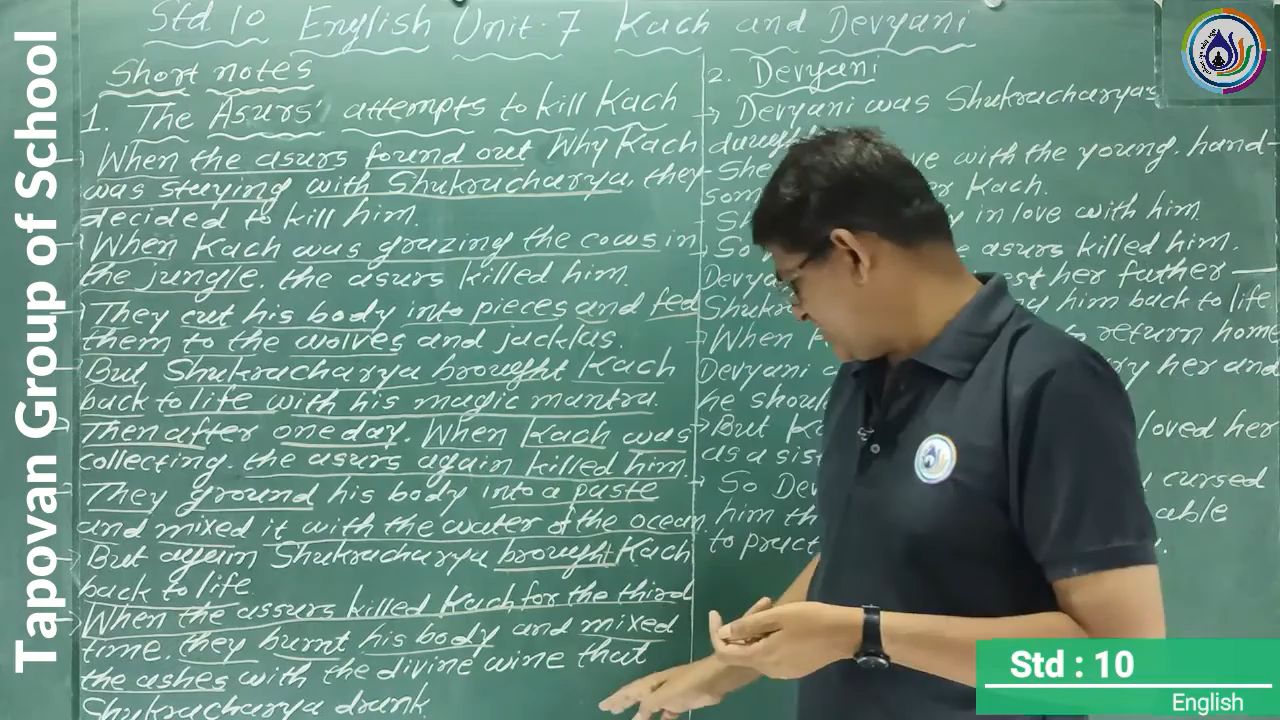 Tapovan Group of School
Std 10 English Unit-7 Kach and Devyani
Short notes
1. The Asurs' attempts to kill Kach
→ When the asurs found out why Kach
was staying with Shukracharya, they
decided to kill him.
→ When Kach was grazing the cows in
the jungle. the asurs killed him.
→ They cut his body into pieces and fed
them to the wolves and jacklas.
→ But Shukracharya brought Kach
back to life with his magic mantra.
→ Then after one day. When Kach was
collecting. the asurs again killed him.
→ They ground his body into a paste
and mixed it with the water of the ocean.
→ But again Shukracharya brought Kach
back to life.
→ When the assurs killed Kach for the third
time. they burnt his body and mixed
the ashes with the divine wine that
Shukracharya drank.
2. Devyani
→ Devyani was Shukracharya's
→ She with the young, hand-
Kach.
in love with him.
→ So asurs killed him.
her father —
him back to life
→ When return home
Devyani her and
he
→ But loved her
as a
→ So cursed
him able
to
Std : 10
English